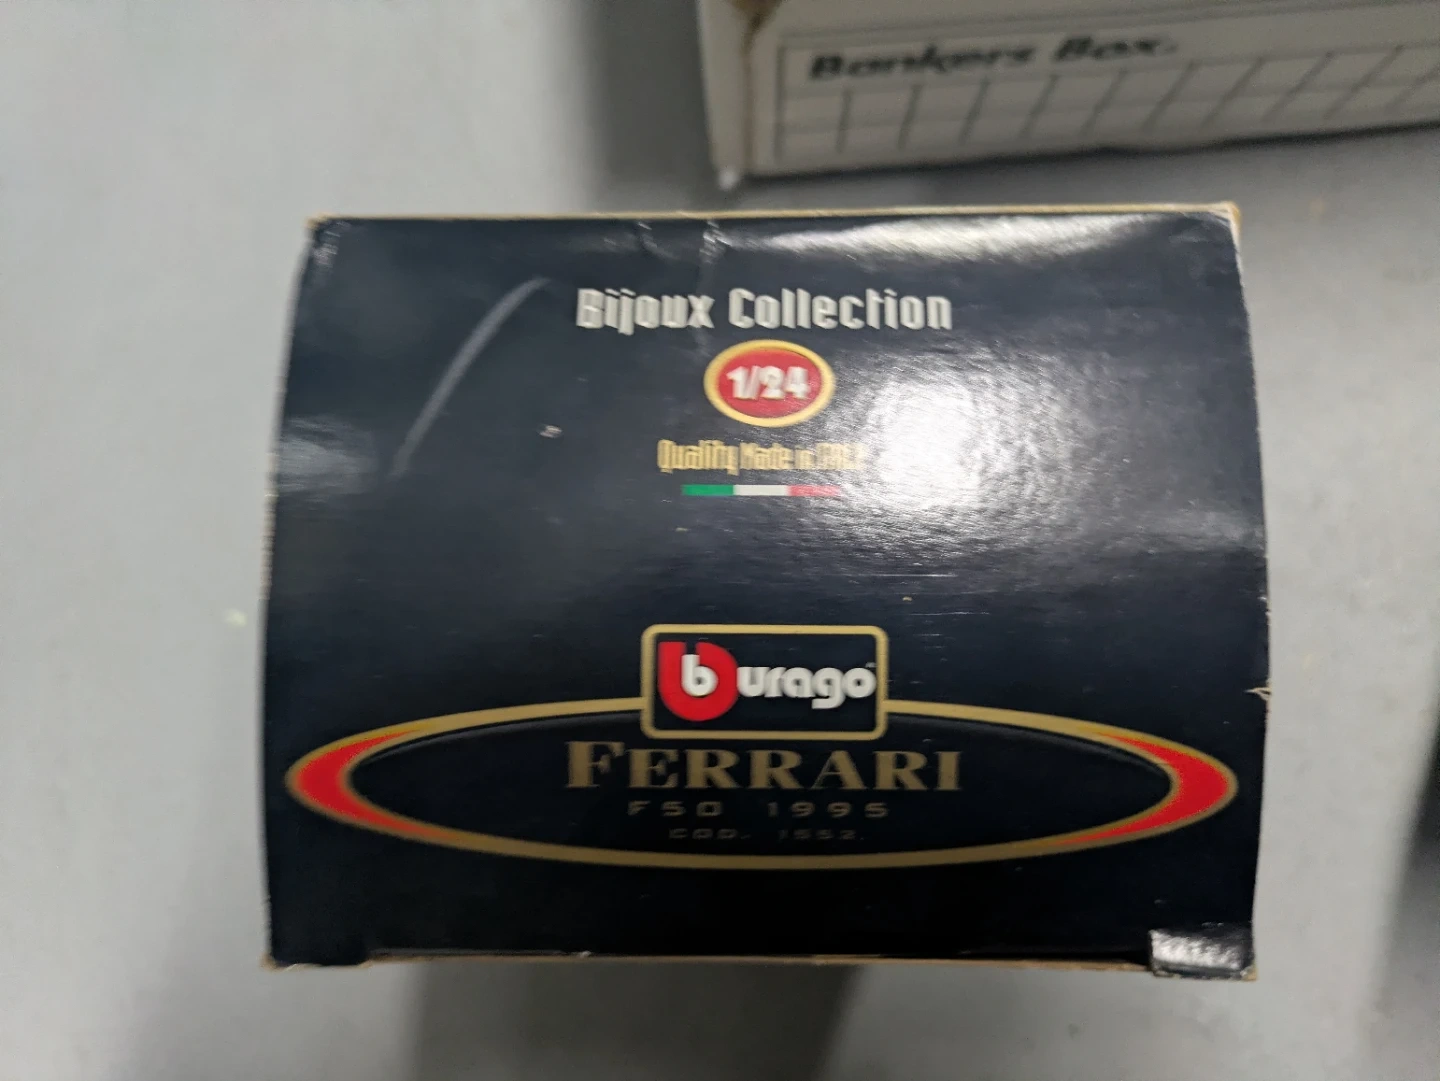 Bankers Box.
Bijoux Collection
1/24
Quality Made in ITALY
burago
FERRARI
F50 1995
COD. 1552.